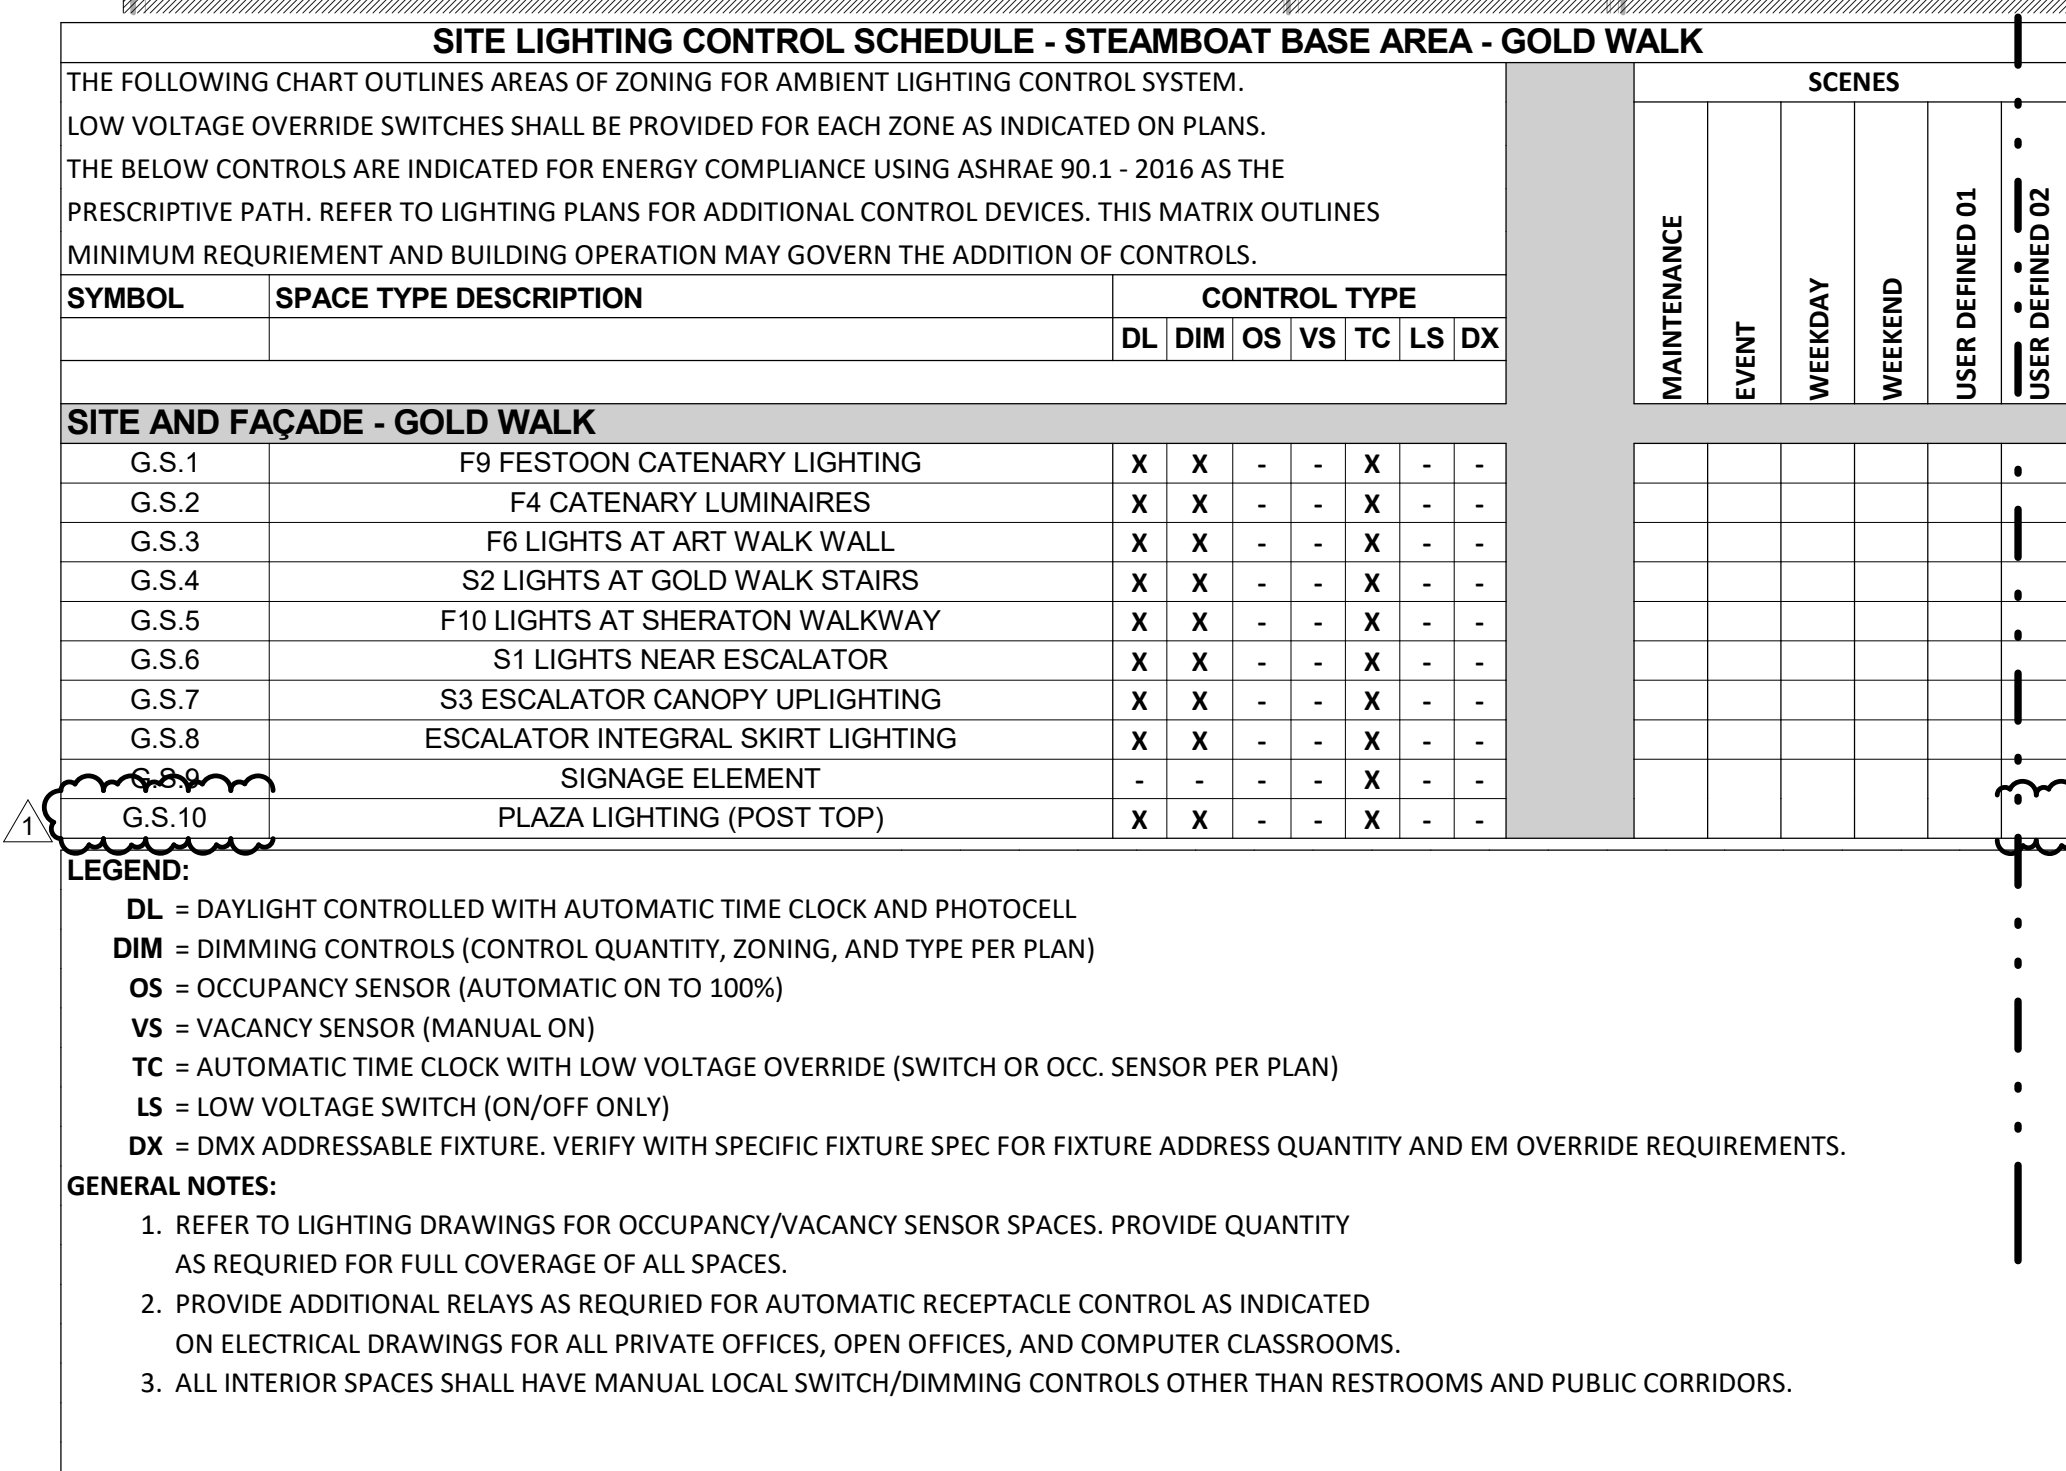 SITE LIGHTING CONTROL SCHEDULE - STEAMBOAT BASE AREA - GOLD WALK
THE FOLLOWING CHART OUTLINES AREAS OF ZONING FOR AMBIENT LIGHTING CONTROL SYSTEM.
LOW VOLTAGE OVERRIDE SWITCHES SHALL BE PROVIDED FOR EACH ZONE AS INDICATED ON PLANS.
THE BELOW CONTROLS ARE INDICATED FOR ENERGY COMPLIANCE USING ASHRAE 90.1 - 2016 AS THE
PRESCRIPTIVE PATH. REFER TO LIGHTING PLANS FOR ADDITIONAL CONTROL DEVICES. THIS MATRIX OUTLINES
MINIMUM REQURIEMENT AND BUILDING OPERATION MAY GOVERN THE ADDITION OF CONTROLS.
SCENES
MAINTENANCE
EVENT
WEEKDAY
WEEKEND
USER DEFINED 01
USER DEFINED 02
SYMBOL SPACE TYPE DESCRIPTION CONTROL TYPE
DL DIM OS VS TC LS DX
SITE AND FAÇADE - GOLD WALK
G.S.1 F9 FESTOON CATENARY LIGHTING X X - - X - -
G.S.2 F4 CATENARY LUMINAIRES X X - - X - -
G.S.3 F6 LIGHTS AT ART WALK WALL X X - - X - -
G.S.4 S2 LIGHTS AT GOLD WALK STAIRS X X - - X - -
G.S.5 F10 LIGHTS AT SHERATON WALKWAY X X - - X - -
G.S.6 S1 LIGHTS NEAR ESCALATOR X X - - X - -
G.S.7 S3 ESCALATOR CANOPY UPLIGHTING X X - - X - -
G.S.8 ESCALATOR INTEGRAL SKIRT LIGHTING X X - - X - -
G.S.9 SIGNAGE ELEMENT - - - - X - -
1 G.S.10 PLAZA LIGHTING (POST TOP) X X - - X - -
LEGEND:
DL = DAYLIGHT CONTROLLED WITH AUTOMATIC TIME CLOCK AND PHOTOCELL
DIM = DIMMING CONTROLS (CONTROL QUANTITY, ZONING, AND TYPE PER PLAN)
OS = OCCUPANCY SENSOR (AUTOMATIC ON TO 100%)
VS = VACANCY SENSOR (MANUAL ON)
TC = AUTOMATIC TIME CLOCK WITH LOW VOLTAGE OVERRIDE (SWITCH OR OCC. SENSOR PER PLAN)
LS = LOW VOLTAGE SWITCH (ON/OFF ONLY)
DX = DMX ADDRESSABLE FIXTURE. VERIFY WITH SPECIFIC FIXTURE SPEC FOR FIXTURE ADDRESS QUANTITY AND EM OVERRIDE REQUIREMENTS.
GENERAL NOTES:
1. REFER TO LIGHTING DRAWINGS FOR OCCUPANCY/VACANCY SENSOR SPACES. PROVIDE QUANTITY
AS REQURIED FOR FULL COVERAGE OF ALL SPACES.
2. PROVIDE ADDITIONAL RELAYS AS REQURIED FOR AUTOMATIC RECEPTACLE CONTROL AS INDICATED
ON ELECTRICAL DRAWINGS FOR ALL PRIVATE OFFICES, OPEN OFFICES, AND COMPUTER CLASSROOMS.
3. ALL INTERIOR SPACES SHALL HAVE MANUAL LOCAL SWITCH/DIMMING CONTROLS OTHER THAN RESTROOMS AND PUBLIC CORRIDORS.